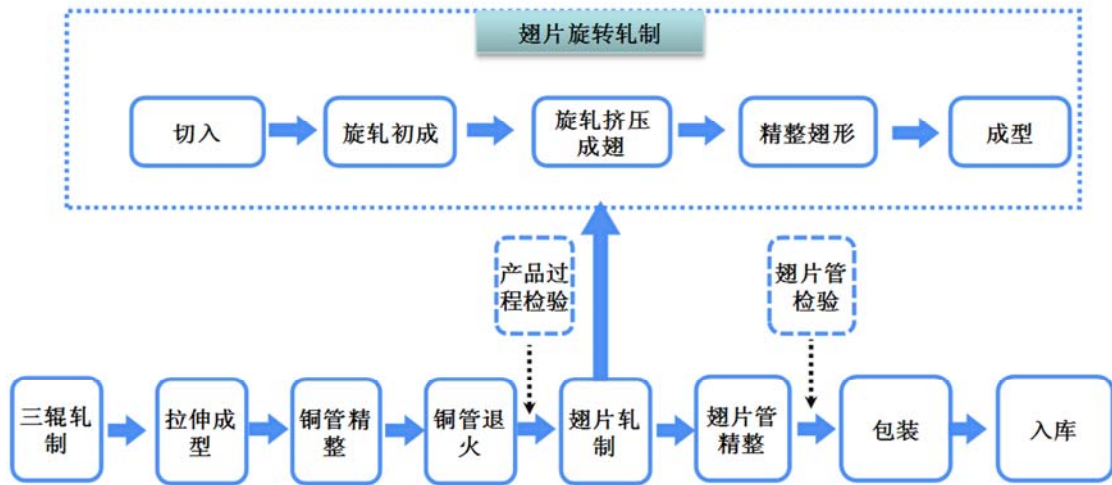 翅片旋转轧制
切入
旋轧初成
旋轧挤压
成翅
精整翅形
成型
产品过
程检验
翅片管
检验
三辊轧
制
拉伸成
型
铜管精
整
铜管退
火
翅片轧
制
翅片管
精整
包装
入库